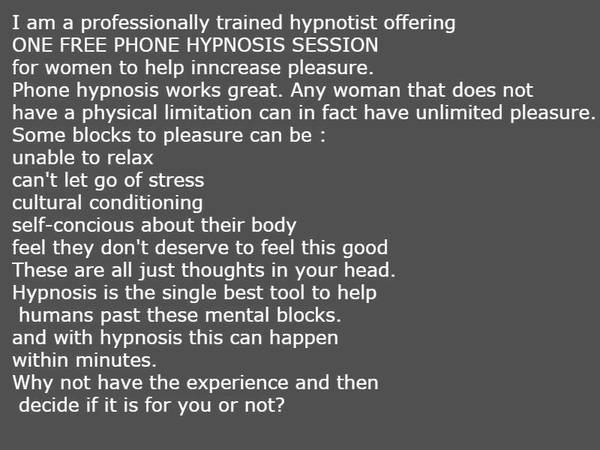 I am a professionally trained hypnotist offering
ONE FREE PHONE HYPNOSIS SESSION
for women to help inncrease pleasure.
Phone hypnosis works great. Any woman that does not
have a physical limitation can in fact have unlimited pleasure.
Some blocks to pleasure can be :
unable to relax
can't let go of stress
cultural conditioning
self-concious about their body
feel they don't deserve to feel this good
These are all just thoughts in your head.
Hypnosis is the single best tool to help
humans past these mental blocks.
and with hypnosis this can happen
within minutes.
Why not have the experience and then
decide if it is for you or not?